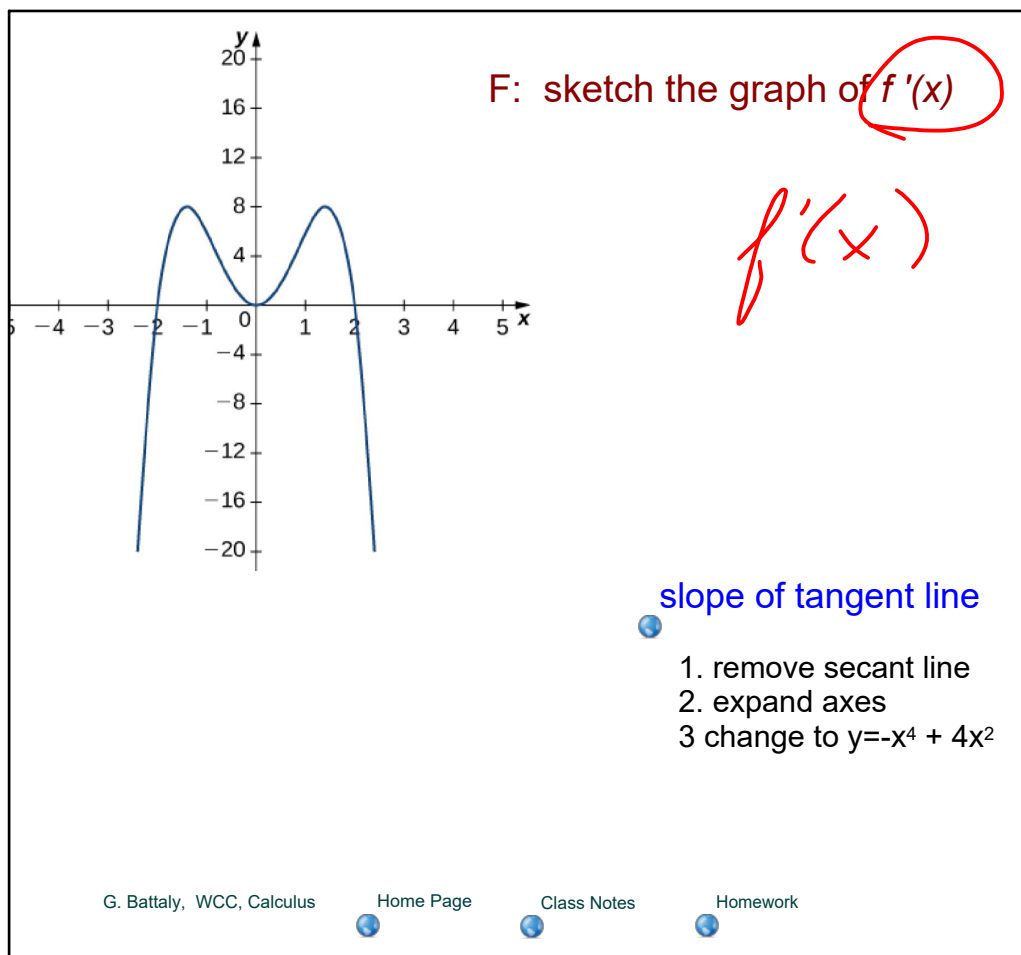 y
20
F: sketch the graph of f '(x)
16
12
f'(x)
8
4
5 −4 −3 −2 −1 0 1 2 3 4 5 x
−4
−8
−12
−16
−20
slope of tangent line
1. remove secant line
2. expand axes
3 change to y=-x⁴ + 4x²
G. Battaly, WCC, Calculus Home Page Class Notes Homework